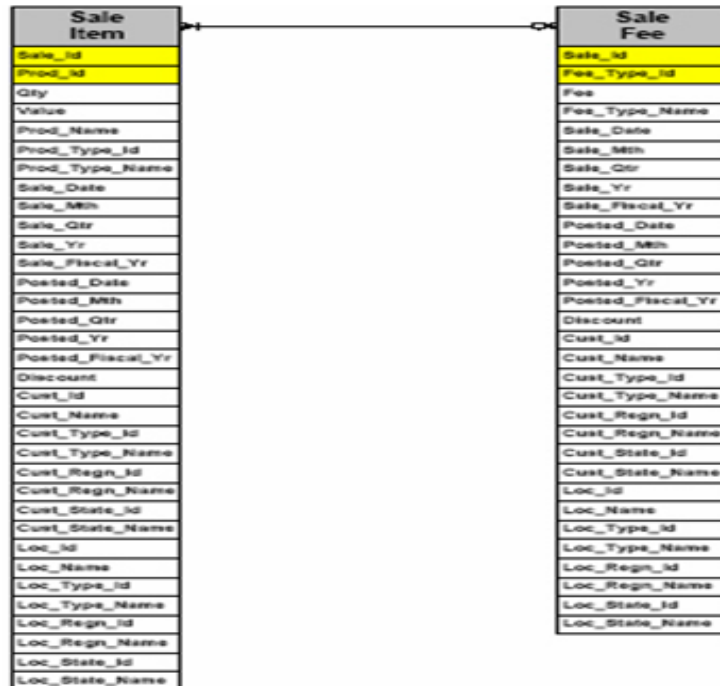 Sale
Item
Sale_Id
Prod_Id
Qty
Value
Prod_Name
Prod_Type_Id
Prod_Type_Name
Sale_Date
Sale_Mth
Sale_Qtr
Sale_Yr
Sale_Fiscal_Yr
Posted_Date
Posted_Mth
Posted_Qtr
Posted_Yr
Posted_Fiscal_Yr
Discount
Cust_Id
Cust_Name
Cust_Type_Id
Cust_Type_Name
Cust_Regn_Id
Cust_Regn_Name
Cust_State_Id
Cust_State_Name
Loc_Id
Loc_Name
Loc_Type_Id
Loc_Type_Name
Loc_Regn_Id
Loc_Regn_Name
Loc_State_Id
Loc_State_Name
Sale
Fee
Sale_Id
Fee_Type_Id
Fee
Fee_Type_Name
Sale_Date
Sale_Mth
Sale_Qtr
Sale_Yr
Sale_Fiscal_Yr
Posted_Date
Posted_Mth
Posted_Qtr
Posted_Yr
Posted_Fiscal_Yr
Discount
Cust_Id
Cust_Name
Cust_Type_Id
Cust_Type_Name
Cust_Regn_Id
Cust_Regn_Name
Cust_State_Id
Cust_State_Name
Loc_Id
Loc_Name
Loc_Type_Id
Loc_Type_Name
Loc_Regn_Id
Loc_Regn_Name
Loc_State_Id
Loc_State_Name